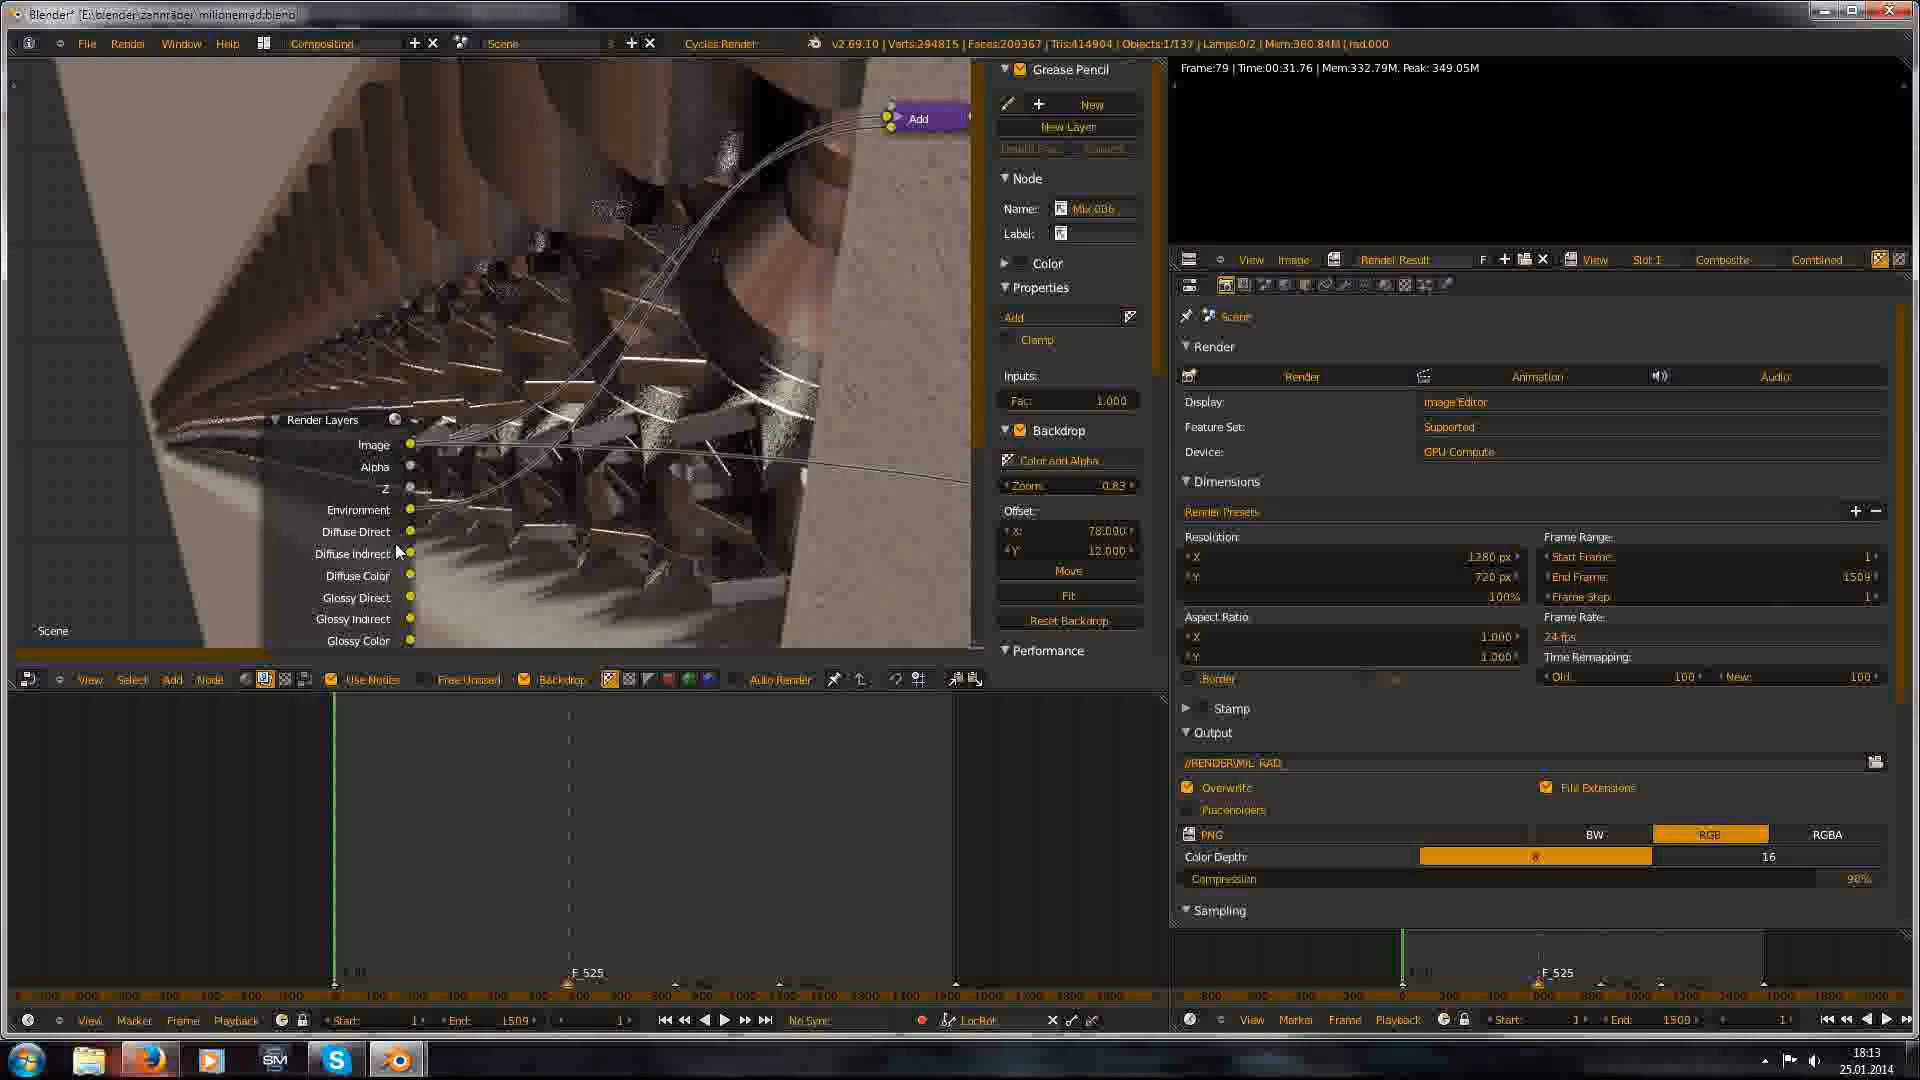 Blender* [E:\blender\zahnräder\milionenrad.blend]
File Render Window Help Compositing Scene Cycles Render v2.69.10 | Verts:294815 | Faces:209367 | Tris:414904 | Objects:1/137 | Lamps:0/2 | Mem:360.84M | rad.000
Frame:79 | Time:00:31.76 | Mem:332.79M, Peak: 349.05M
Add
Render Layers
Image
Alpha
Z
Environment
Diffuse Direct
Diffuse Indirect
Diffuse Color
Glossy Direct
Glossy Indirect
Glossy Color
Scene
Grease Pencil
New
New Layer
Node
Name: Mix.006
Label:
Color
Properties
Add
Clamp
Inputs:
Fac: 1.000
Backdrop
Color and Alpha
Zoom: 0.83
Offset:
X: 78.000
Y: 12.000
Move
Fit
Reset Backdrop
Performance
View Select Add Node Use Nodes Free Unused Backdrop Auto Render
View Image Render Result F View Slot 1 Composite Combined
Scene
Render
Render Animation Audio
Display: Image Editor
Feature Set: Supported
Device: GPU Compute
Dimensions
Render Presets
Resolution: Frame Range:
X 1280 px Start Frame: 1
Y: 720 px End Frame: 1509
100% Frame Step: 1
Aspect Ratio: Frame Rate:
X 1.000 24 fps
Y: 1.000 Time Remapping:
Border Old: 100 New: 100
Stamp
Output
//RENDER\MIL_RAD_
Overwrite File Extensions
Placeholders
PNG BW RGB RGBA
Color Depth: 8 16
Compression 98%
Sampling
F_525
F_525
View Marker Frame Playback Start: 1 End: 1509 1 No Sync LocRot
View Marker Frame Playback Start: 1 End: 1509 1
18:13
25.01.2014